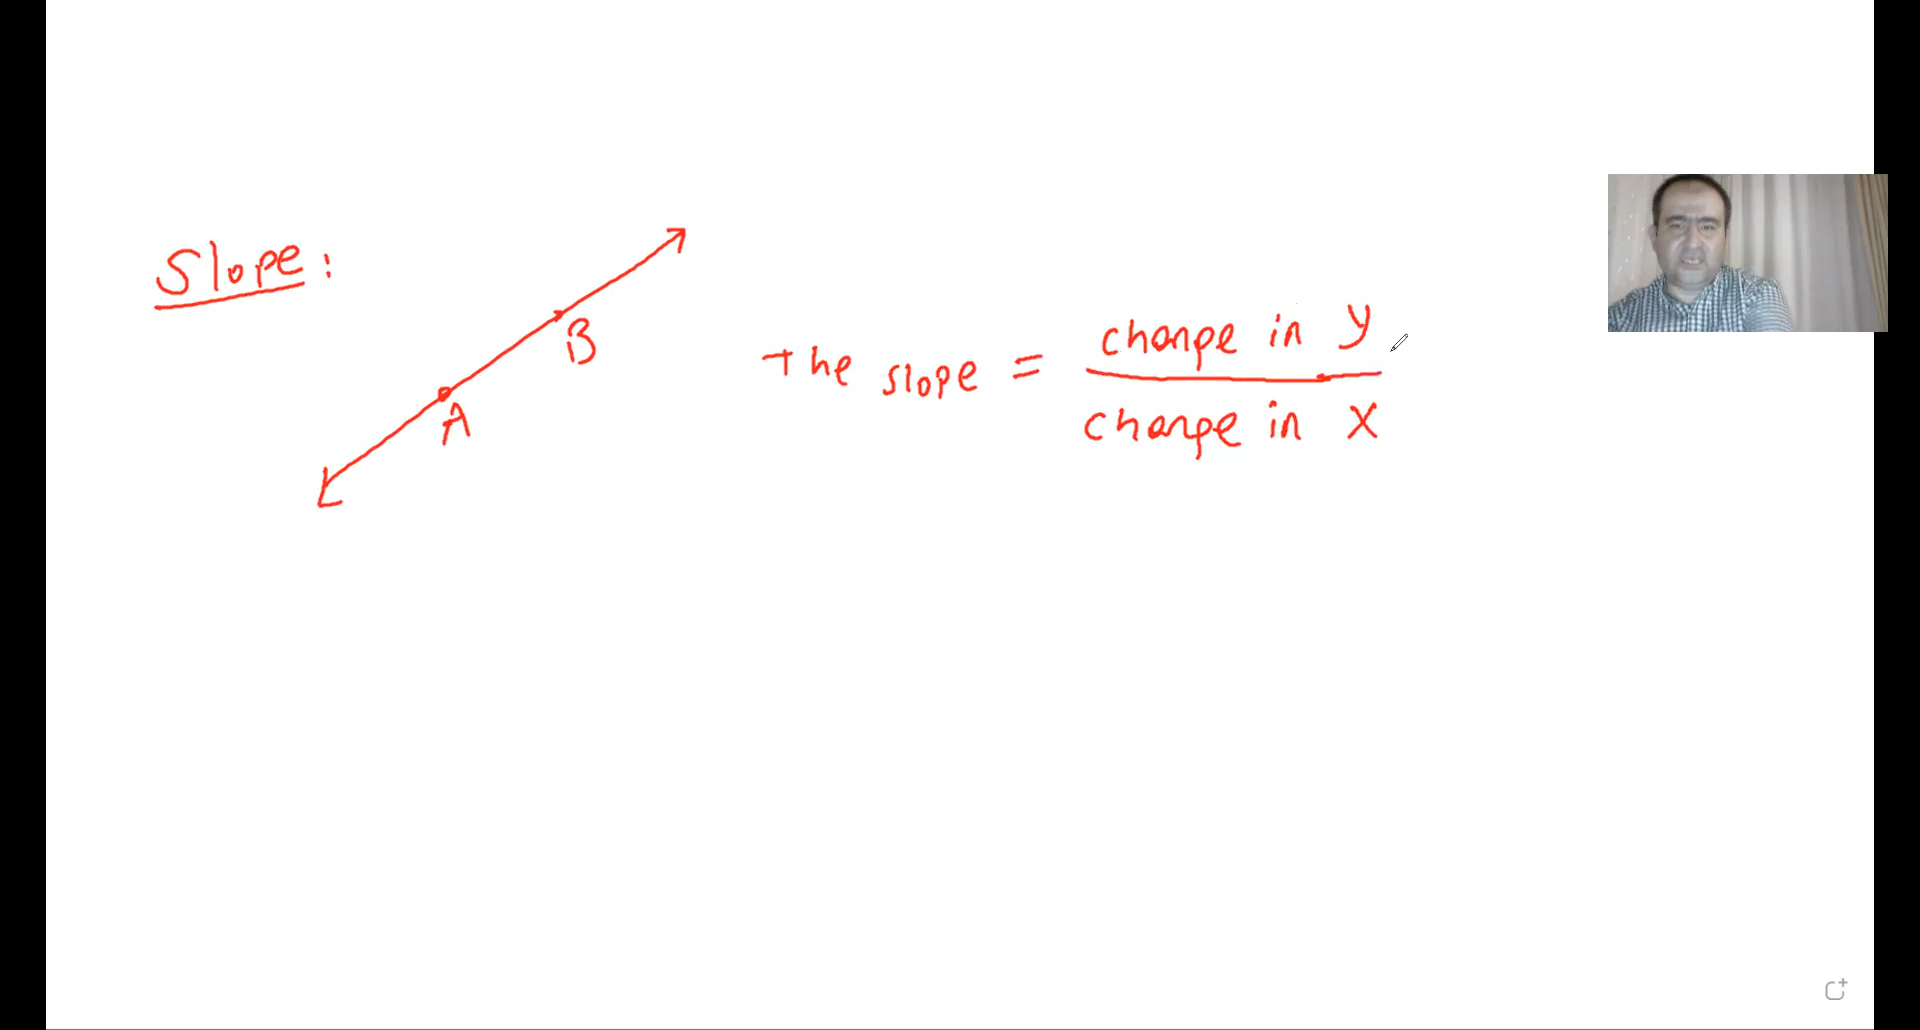 Slope:
B
A
The slope = change in y
change in x